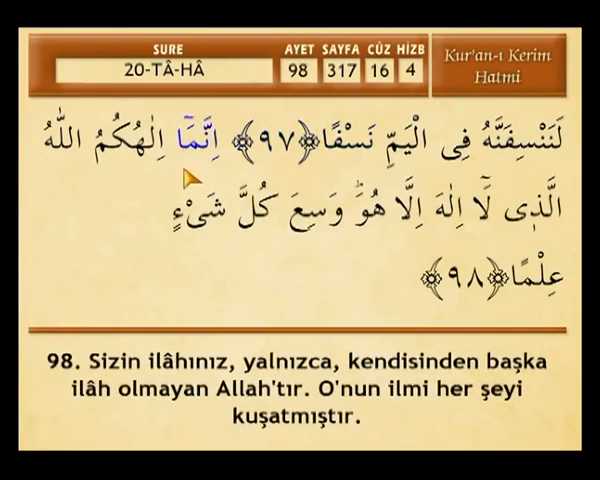 SURE AYET SAYFA CÜZ HİZB
20-TÂ-HÂ 98 317 16 4
Kur'an-ı Kerim
Hatmi
لَنَنْسِفَنَّهُ فِى الْيَمِّ نَسْفًا ﴿٩٧﴾ اِنَّمَٓا اِلٰهُكُمُ اللّٰهُ
الَّذ۪ى لَٓا اِلٰهَ اِلَّا هُوَۜ وَسِعَ كُلَّ شَىْءٍ
عِلْمًا ﴿٩٨﴾
98. Sizin ilâhınız, yalnızca, kendisinden başka
ilâh olmayan Allah'tır. O'nun ilmi her şeyi
kuşatmıştır.